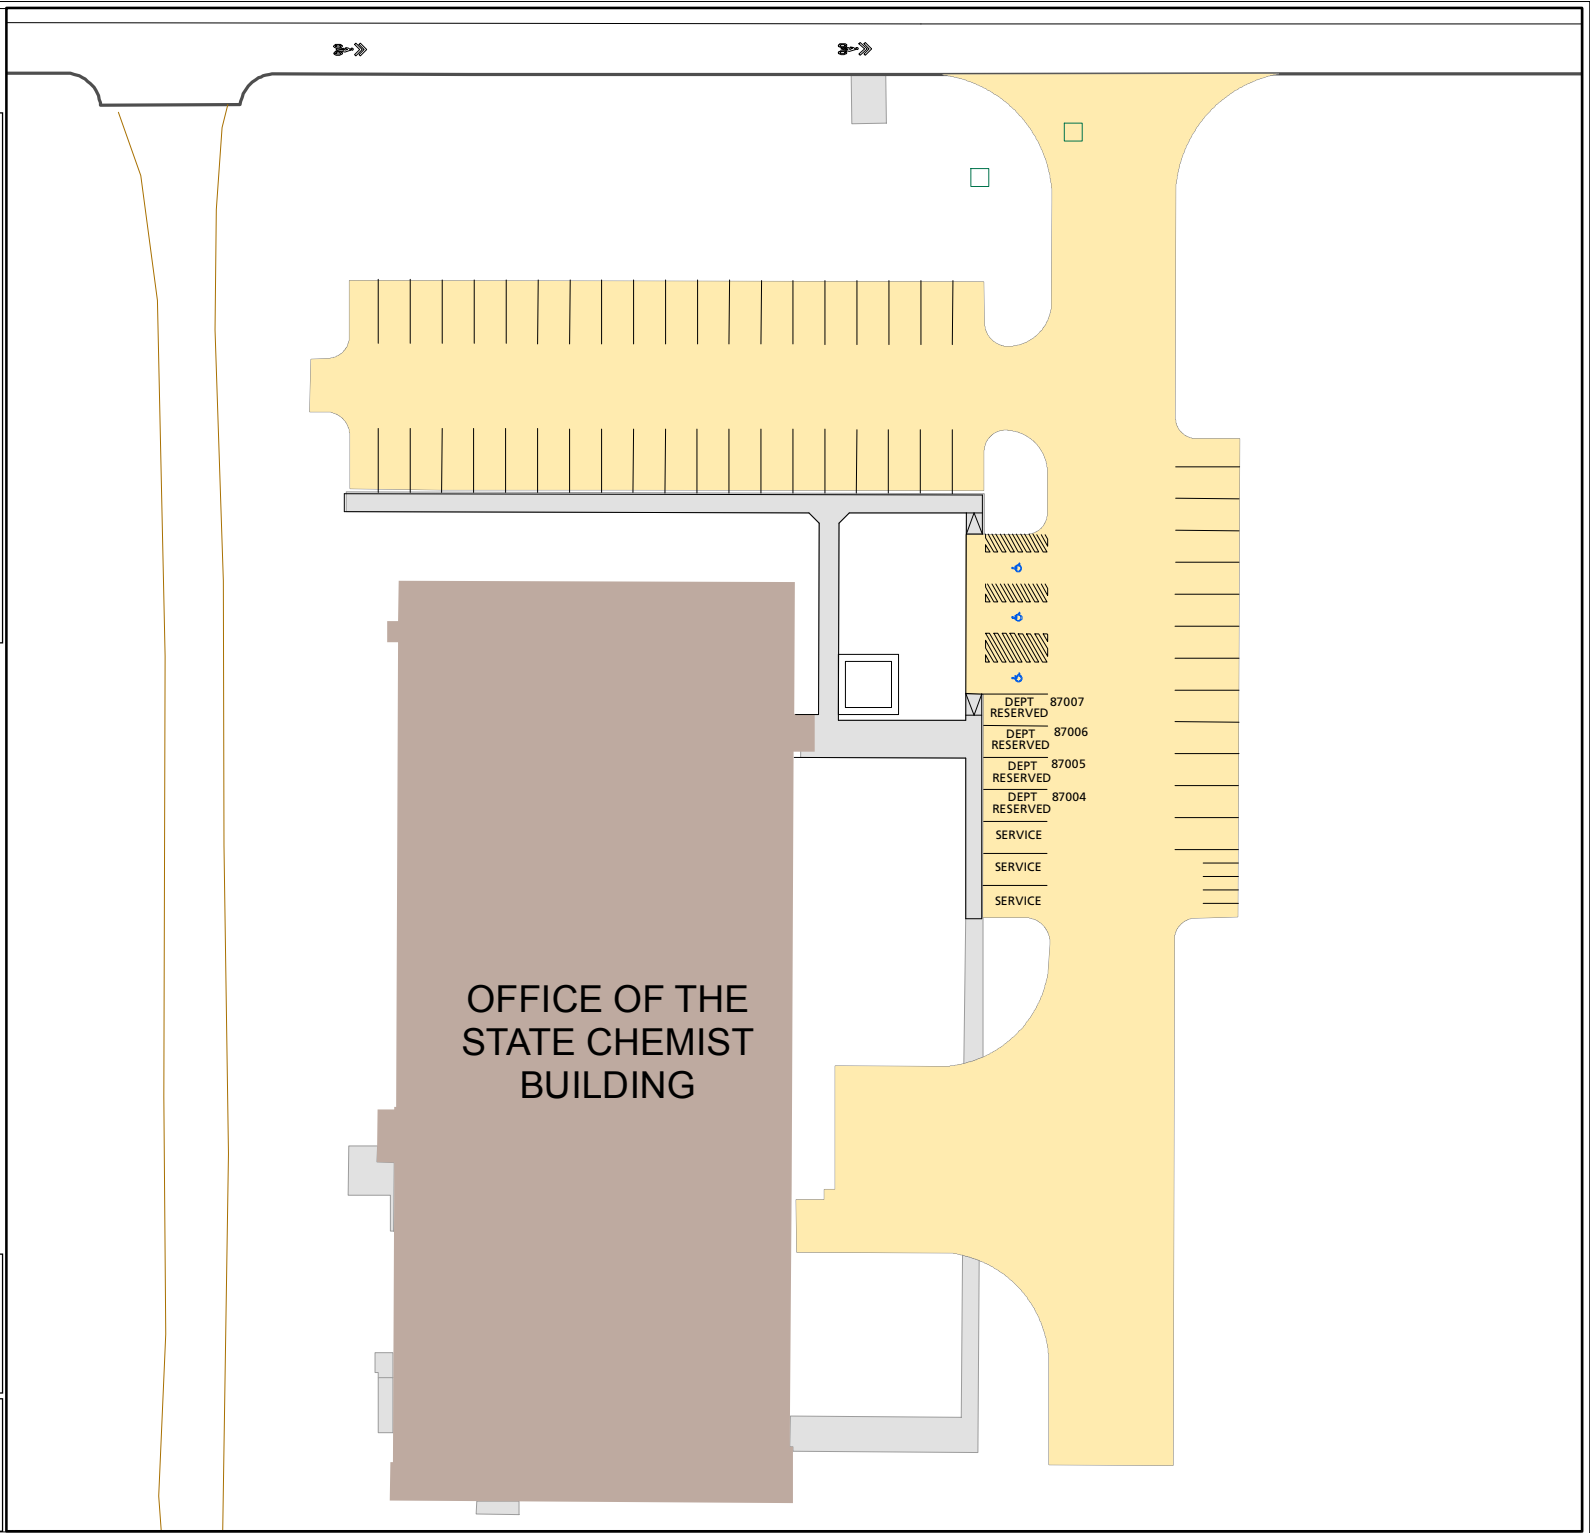 DEPT 87007
RESERVED
DEPT 87006
RESERVED
DEPT 87005
RESERVED
DEPT 87004
RESERVED
SERVICE
SERVICE
SERVICE
OFFICE OF THE
STATE CHEMIST
BUILDING